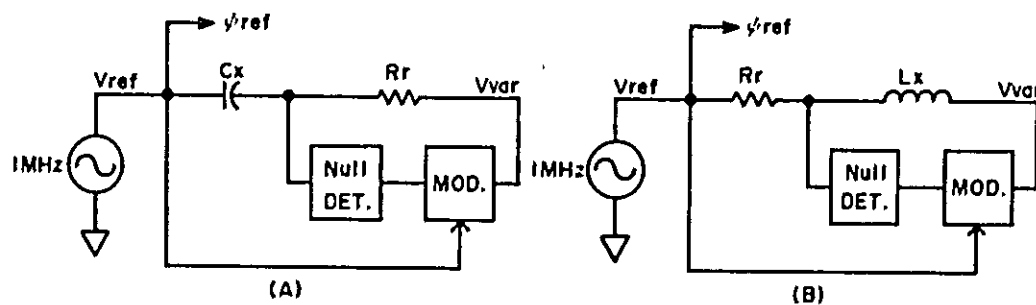 ψref
Vref
Cx
Rr
Vvar
1MHz
Null
DET.
MOD.
(A)
ψref
Vref
Rr
Lx
Vvar
1MHz
Null
DET.
MOD.
(B)